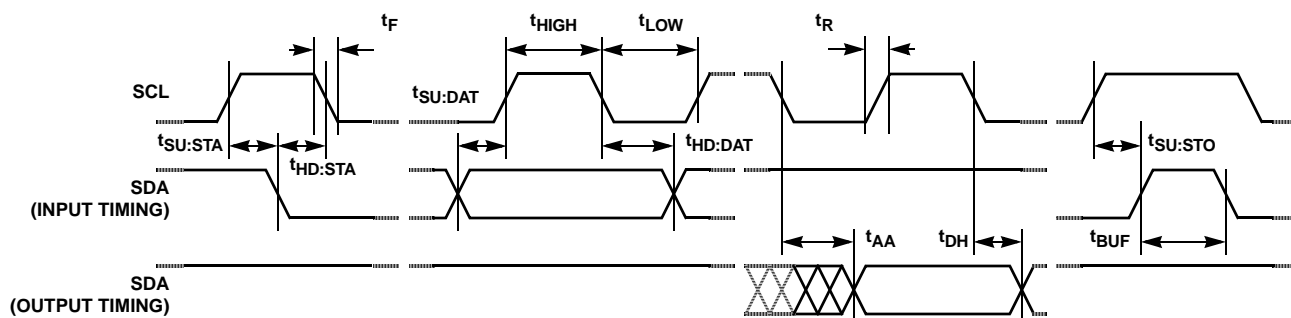 tF
tHIGH
tLOW
tR
SCL
tSU:DAT
tSU:STA
tHD:STA
tHD:DAT
tSU:STO
SDA
(INPUT TIMING)
tAA
tDH
tBUF
SDA
(OUTPUT TIMING)